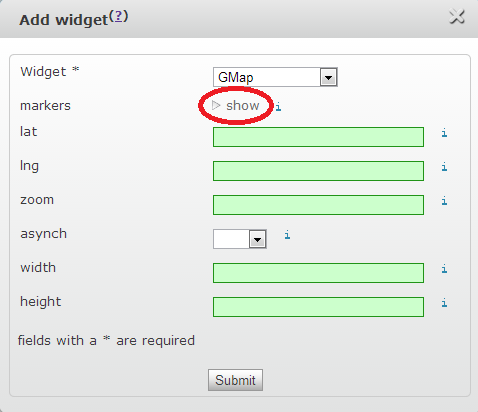 Add widget(?)
Widget * GMap
markers show i
lat i
lng i
zoom i
asynch i
width i
height i
fields with a * are required
Submit